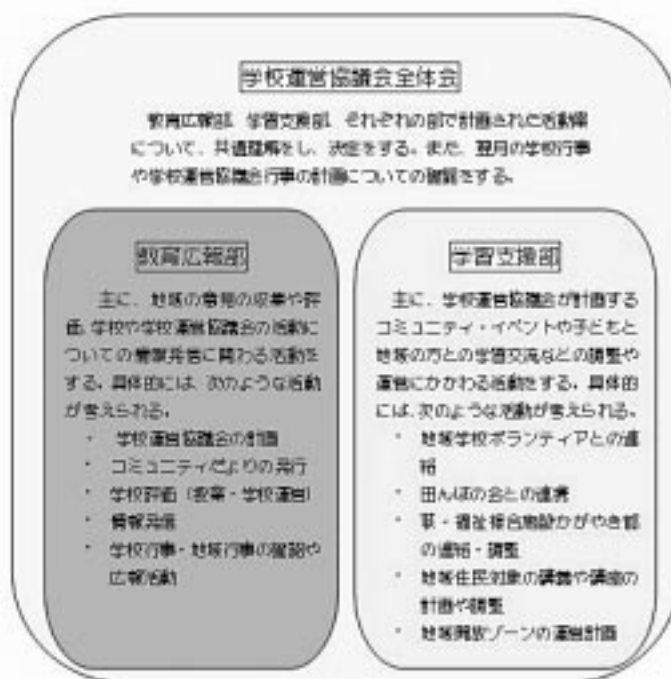 学校運営協議会全体会
教育広報部、学習支援部、それぞれの部で計画された活動案
について、共通理解をし、決定をする。また、翌月の学校行事
や学校運営協議会行事の計画についての確認をする。
教育広報部
主に、地域の意見の収集や評
価、学校や学校運営協議会の活動に
ついての情報発信に関わる活動を
する。具体的には、次のような活動
が考えられる。
・ 学校運営協議会の計画
・ コミュニティだよりの発行
・ 学校評価（授業・学校運営）
・ 情報発信
・ 学校行事・地域行事の確認や
広報活動
学習支援部
主に、学校運営協議会が計画する
コミュニティ・イベントや子どもと
地域の方との学習交流などの調整や
運営にかかわる活動をする。具体的
には、次のような活動が考えられる。
・ 地域学校ボランティアとの連
絡
・ 田んぼの会との連携
・ ・福祉複合施設かがやき
の連絡・調整
・ 地域住民対象の講義や講座の
計画や調整
・ 地域開放ゾーンの運営計画